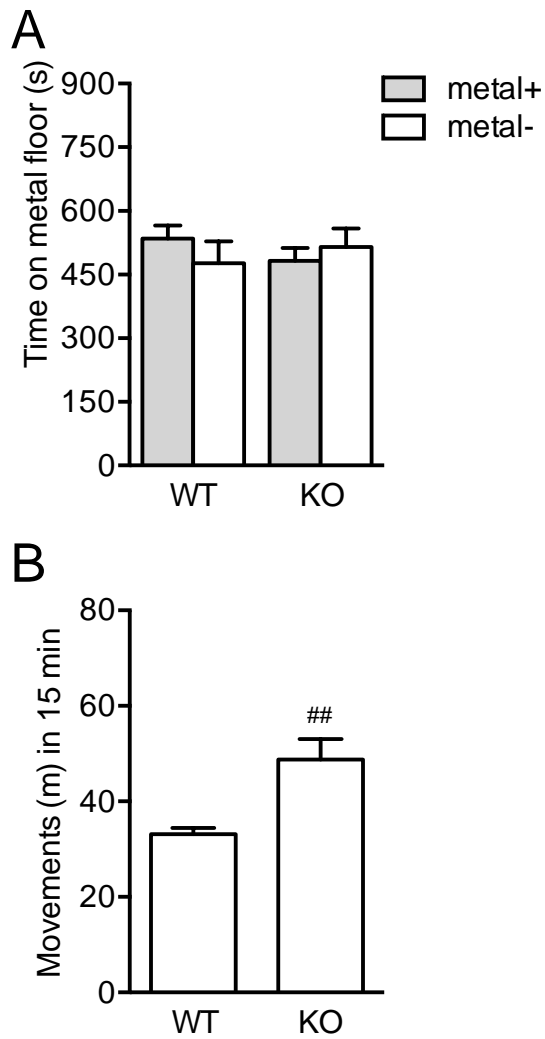 A
Time on metal floor (s)
900
750
600
450
300
150
0
metal+
metal-
WT KO
B
Movements (m) in 15 min
80
60
40
20
0
##
WT KO